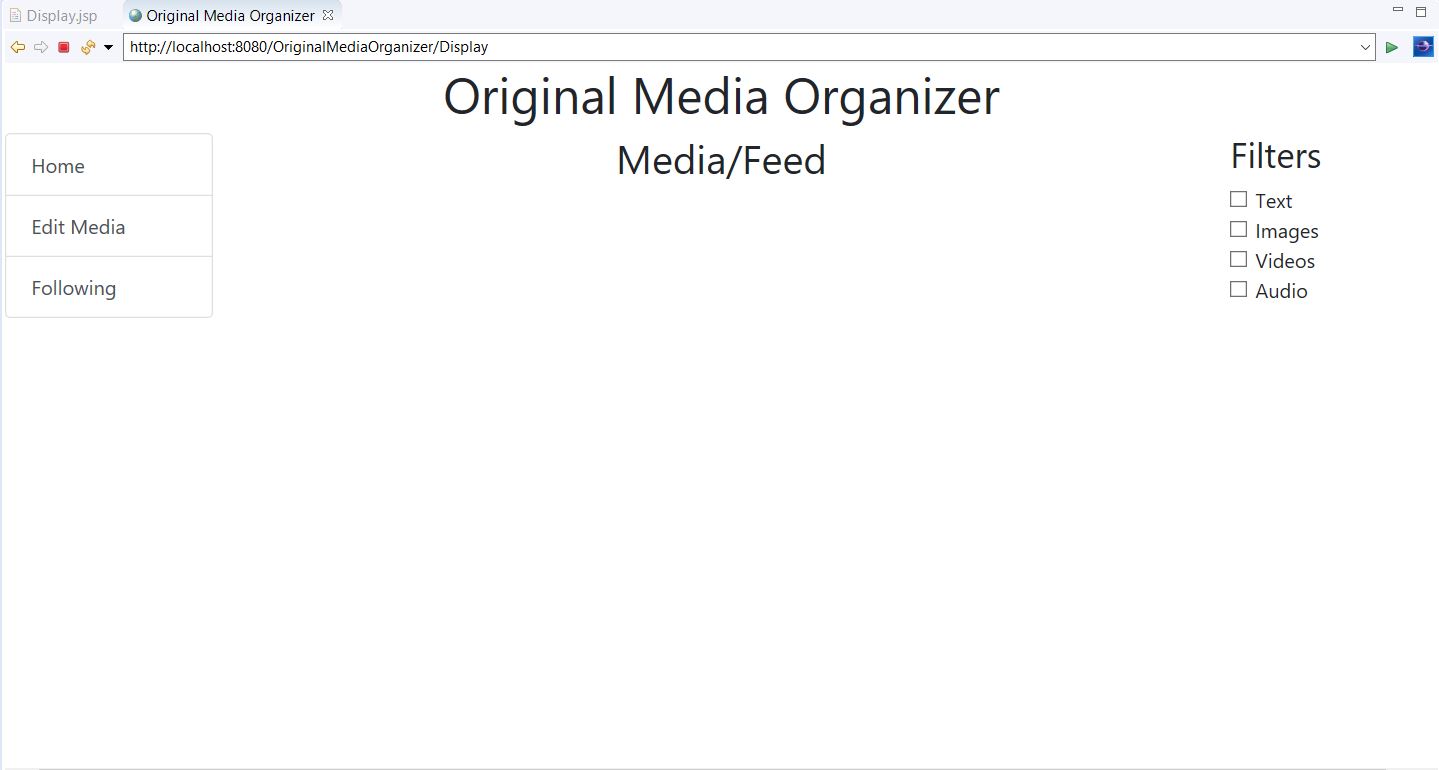 Display.jsp
Original Media Organizer
http://localhost:8080/OriginalMediaOrganizer/Display
Original Media Organizer
Home
Edit Media
Following
Media/Feed
Filters
Text
Images
Videos
Audio